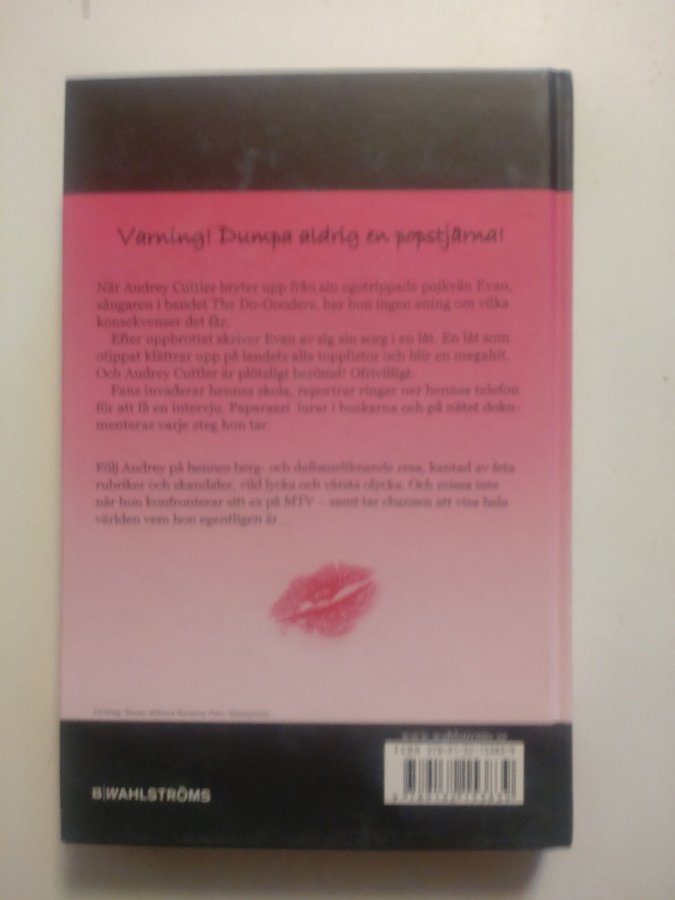 Varning! Dumpa aldrig en popstjärna!
När Audrey Cuttler bryter upp från sin egotrippade pojkvän Evan,
sångaren i bandet The Do-Gooders, har hon ingen aning om vilka
konsekvenser det får.
Efter uppbrottet skriver Evan av sig sin sorg i en låt. En låt som
otippat klättrar upp på landets alla topplistor och blir en megahit.
Och Audrey Cuttler är plötsligt berömd! Ofrivilligt.
Fans invaderar hennes skola, reportrar ringer ner hennes telefon
för att få en intervju. Paparazzi lurar i buskarna och på nätet doku-
menteras varje steg hon tar.
Följ Audrey på hennes berg- och dalbaneliknande resa, kantad av feta
rubriker och skandaler, vild lycka och värsta olycka. Och missa inte
när hon konfronterar sitt ex på MTV – samt tar chansen att visa hela
världen vem hon egentligen är ...
www.wahlstroms.se
ISBN
B WAHLSTRÖMS